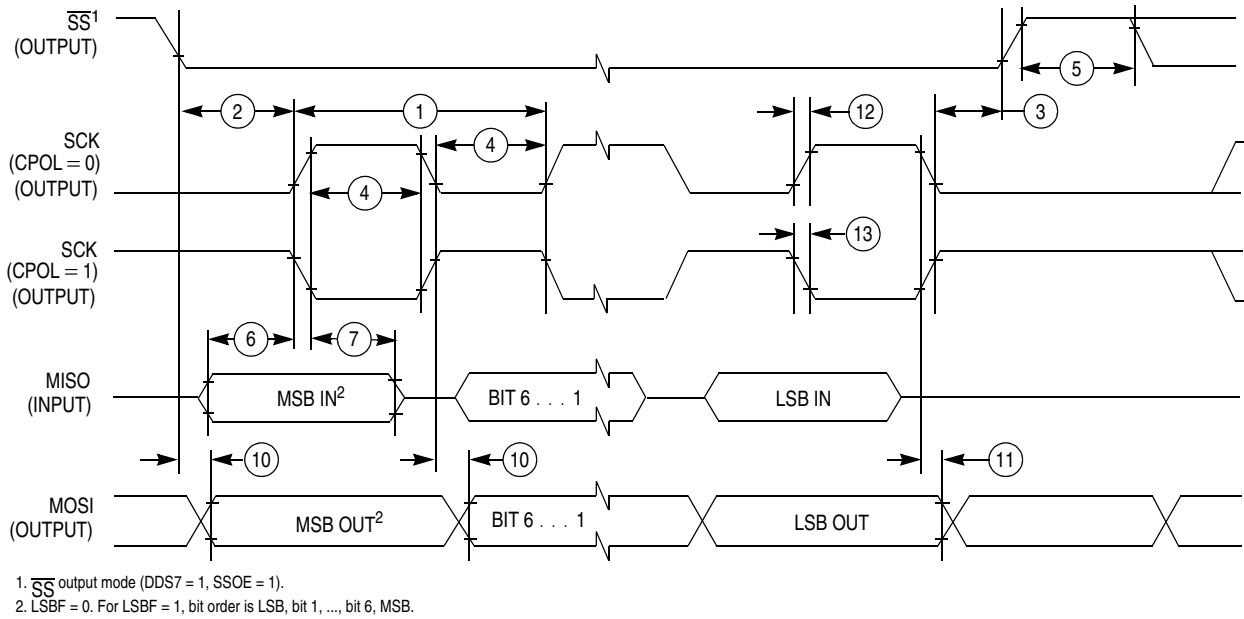 SS1
(OUTPUT)
5
2
1
12
3
SCK
(CPOL = 0)
(OUTPUT)
4
4
SCK
(CPOL = 1)
(OUTPUT)
13
6
7
MISO
(INPUT)
MSB IN2
BIT 6 . . . 1
LSB IN
10
10
11
MOSI
(OUTPUT)
MSB OUT2
BIT 6 . . . 1
LSB OUT
1. SS output mode (DDS7 = 1, SSOE = 1).
2. LSBF = 0. For LSBF = 1, bit order is LSB, bit 1, ..., bit 6, MSB.